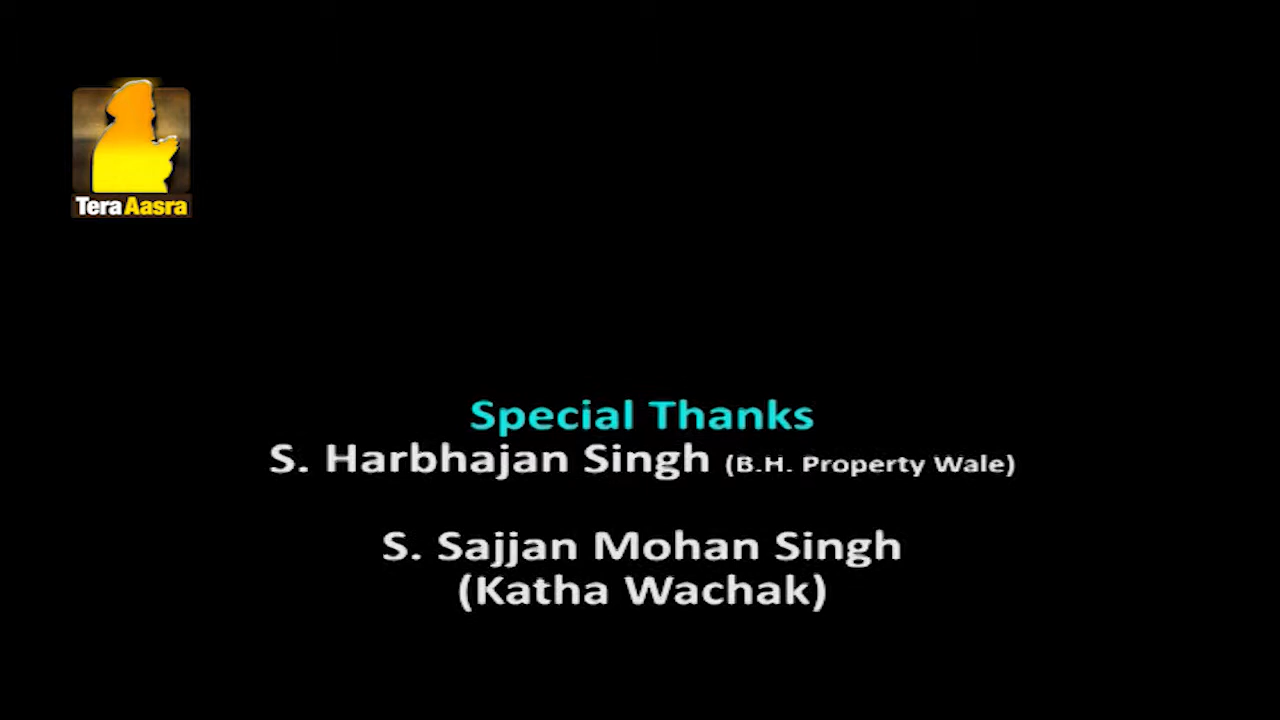 Tera Aasra
Special Thanks
S. Harbhajan Singh (B.H. Property Wale)
S. Sajjan Mohan Singh
(Katha Wachak)